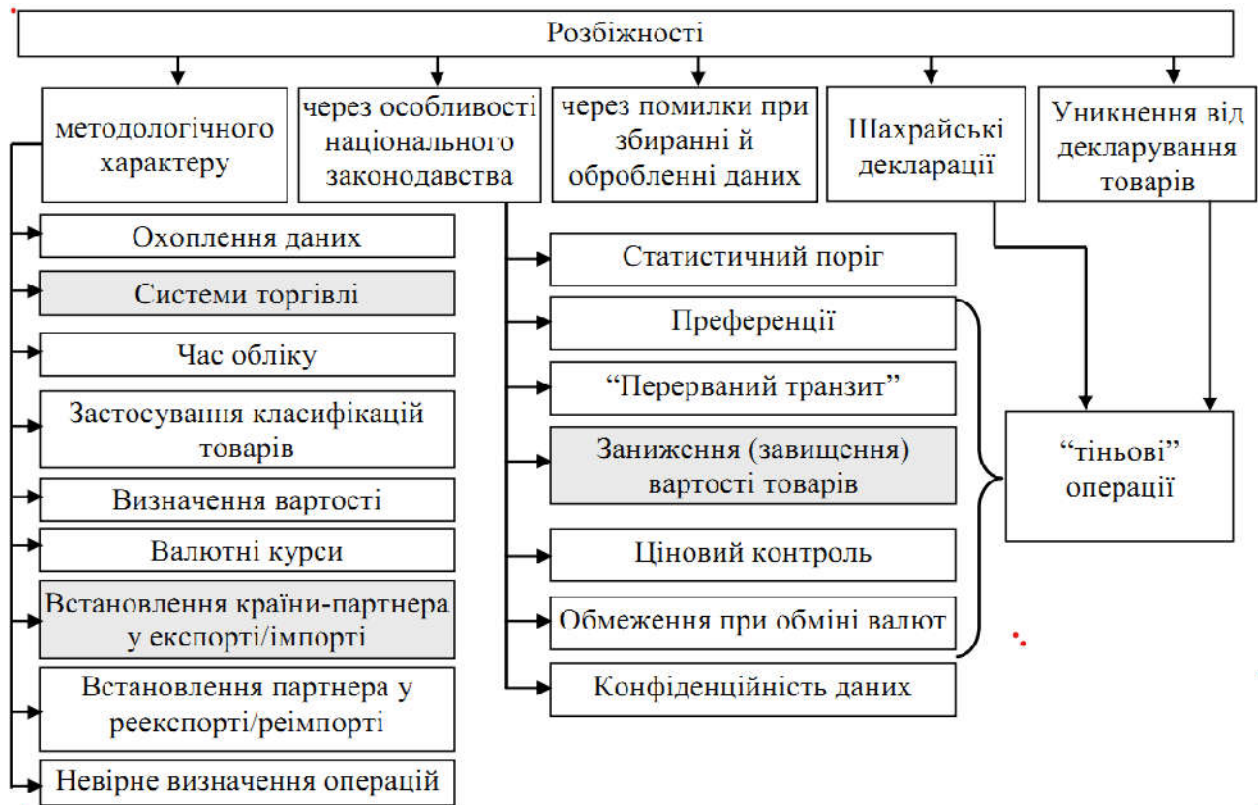 Розбіжності
методологічного
характеру
через особливості
національного
законодавства
через помилки при
збиранні й
обробленні даних
Шахрайські
декларації
Уникнення від
декларування
товарів
Охоплення даних
Системи торгівлі
Час обліку
Застосування класифікацій
товарів
Визначення вартості
Валютні курси
Встановлення країни-партнера
у експорті/імпорті
Встановлення партнера у
реекспорті/реімпорті
Невірне визначення операцій
Статистичний поріг
Преференції
“Перерваний транзит”
Заниження (завищення)
вартості товарів
Ціновий контроль
Обмеження при обміні валют
Конфіденційність даних
“тіньові”
операції